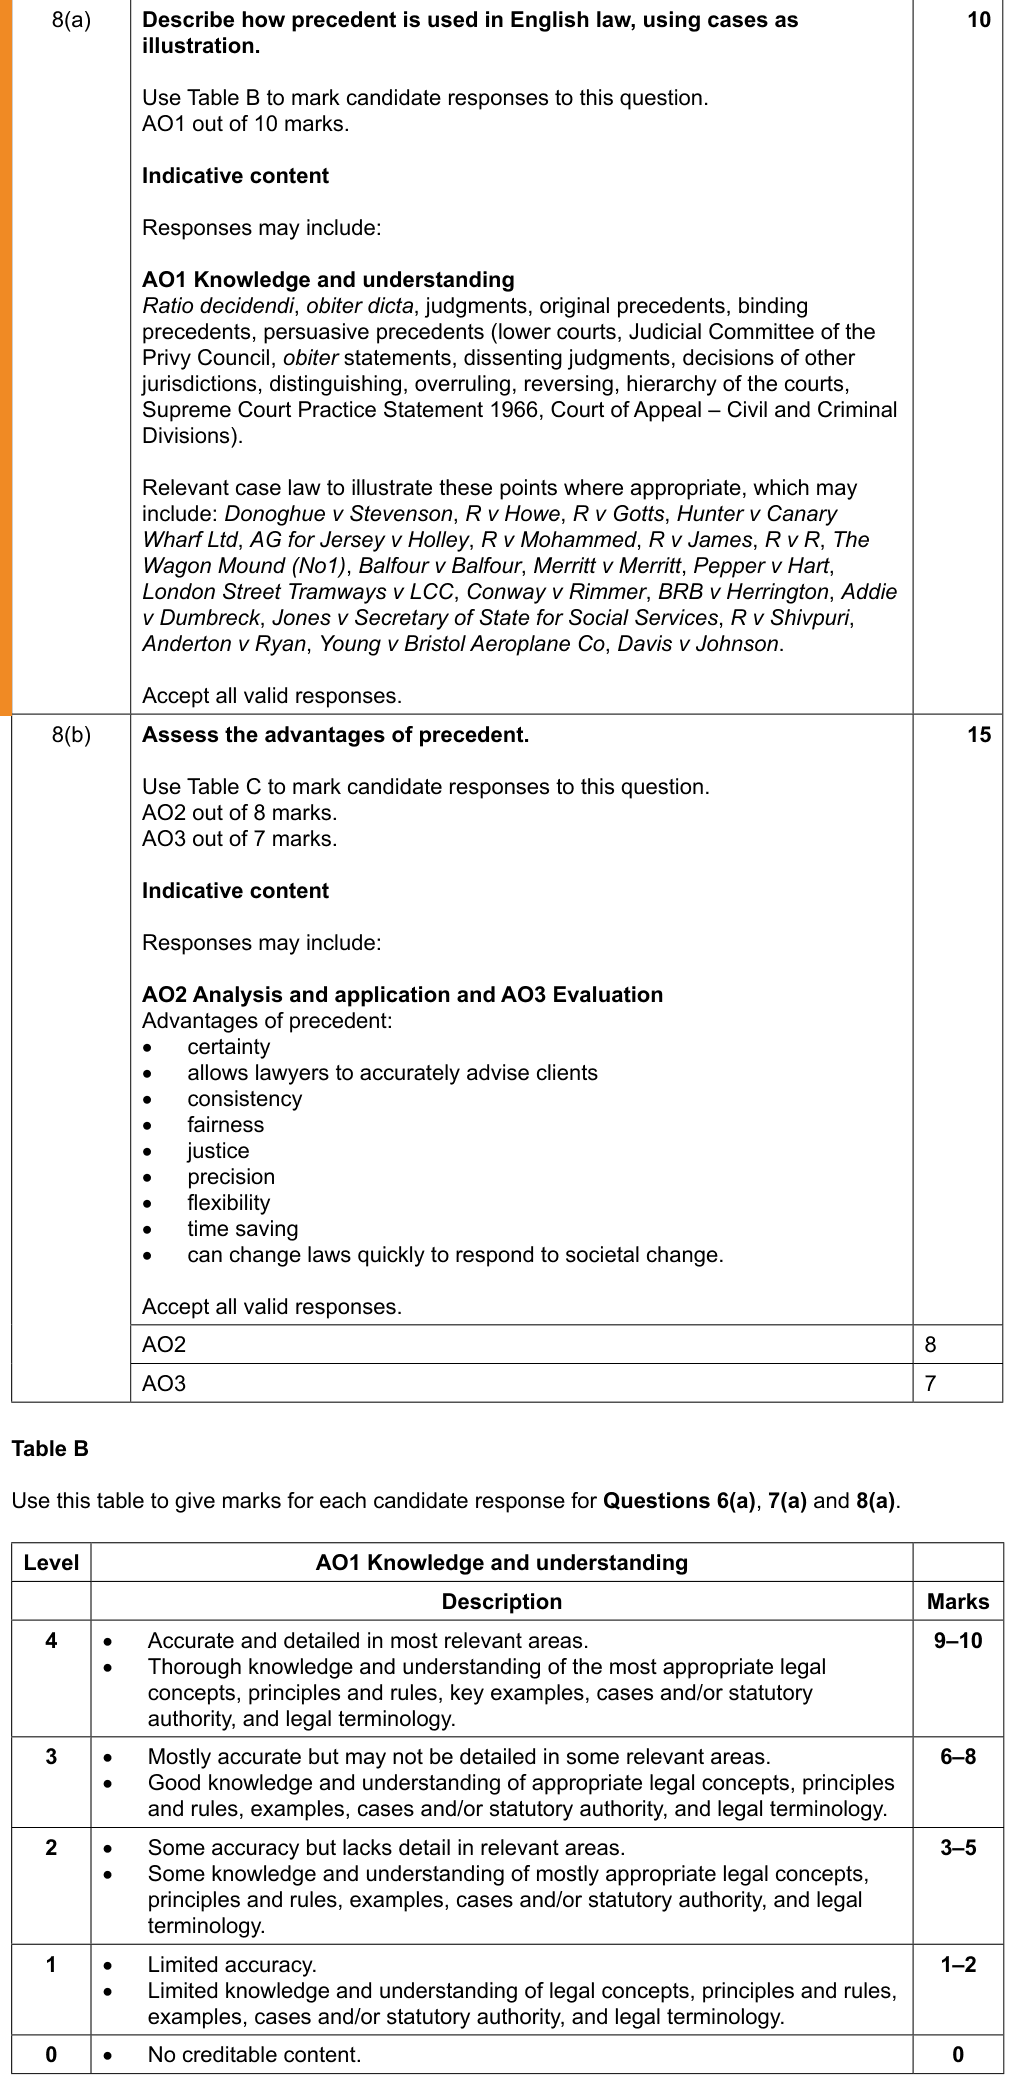 8(a) Describe how precedent is used in English law, using cases as 10
illustration.
Use Table B to mark candidate responses to this question.
AO1 out of 10 marks.
Indicative content
Responses may include:
AO1 Knowledge and understanding
Ratio decidendi, obiter dicta, judgments, original precedents, binding
precedents, persuasive precedents (lower courts, Judicial Committee of the
Privy Council, obiter statements, dissenting judgments, decisions of other
jurisdictions, distinguishing, overruling, reversing, hierarchy of the courts,
Supreme Court Practice Statement 1966, Court of Appeal – Civil and Criminal
Divisions).
Relevant case law to illustrate these points where appropriate, which may
include: Donoghue v Stevenson, R v Howe, R v Gotts, Hunter v Canary
Wharf Ltd, AG for Jersey v Holley, R v Mohammed, R v James, R v R, The
Wagon Mound (No1), Balfour v Balfour, Merritt v Merritt, Pepper v Hart,
London Street Tramways v LCC, Conway v Rimmer, BRB v Herrington, Addie
v Dumbreck, Jones v Secretary of State for Social Services, R v Shivpuri,
Anderton v Ryan, Young v Bristol Aeroplane Co, Davis v Johnson.
Accept all valid responses.
8(b) Assess the advantages of precedent. 15
Use Table C to mark candidate responses to this question.
AO2 out of 8 marks.
AO3 out of 7 marks.
Indicative content
Responses may include:
AO2 Analysis and application and AO3 Evaluation
Advantages of precedent:
• certainty
• allows lawyers to accurately advise clients
• consistency
• fairness
• justice
• precision
• flexibility
• time saving
• can change laws quickly to respond to societal change.
Accept all valid responses.
AO2 8
AO3 7
Table B
Use this table to give marks for each candidate response for Questions 6(a), 7(a) and 8(a).
Level AO1 Knowledge and understanding
Description Marks
4 • Accurate and detailed in most relevant areas. 9–10
• Thorough knowledge and understanding of the most appropriate legal
concepts, principles and rules, key examples, cases and/or statutory
authority, and legal terminology.
3 • Mostly accurate but may not be detailed in some relevant areas. 6–8
• Good knowledge and understanding of appropriate legal concepts, principles
and rules, examples, cases and/or statutory authority, and legal terminology.
2 • Some accuracy but lacks detail in relevant areas. 3–5
• Some knowledge and understanding of mostly appropriate legal concepts,
principles and rules, examples, cases and/or statutory authority, and legal
terminology.
1 • Limited accuracy. 1–2
• Limited knowledge and understanding of legal concepts, principles and rules,
examples, cases and/or statutory authority, and legal terminology.
0 • No creditable content. 0